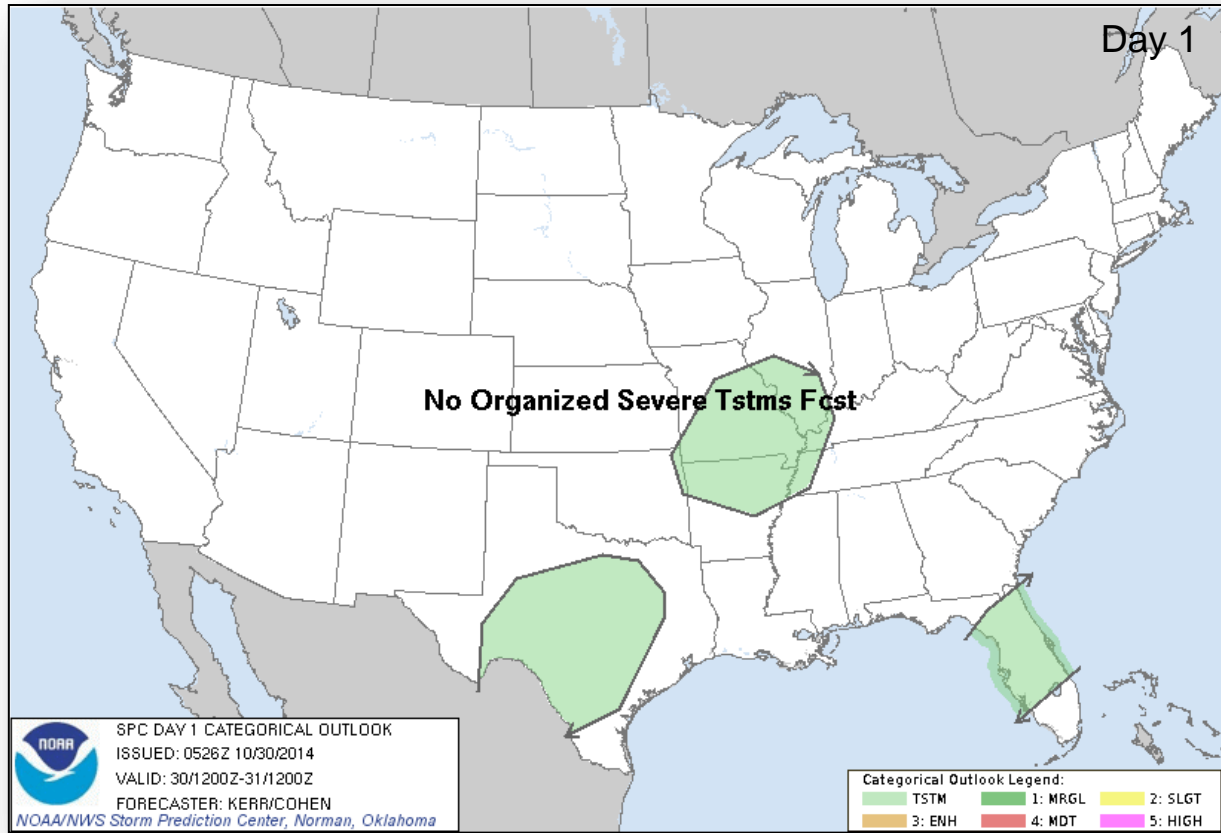 Day 1
No Organized Severe Tstms Fcst
NOAA
SPC DAY 1 CATEGORICAL OUTLOOK
ISSUED: 0526Z 10/30/2014
VALID: 30/1200Z-31/1200Z
FORECASTER: KERR/COHEN
NOAA/NWS Storm Prediction Center, Norman, Oklahoma
Categorical Outlook Legend:
TSTM 1: MRGL 2: SLGT
3: ENH 4: MDT 5: HIGH